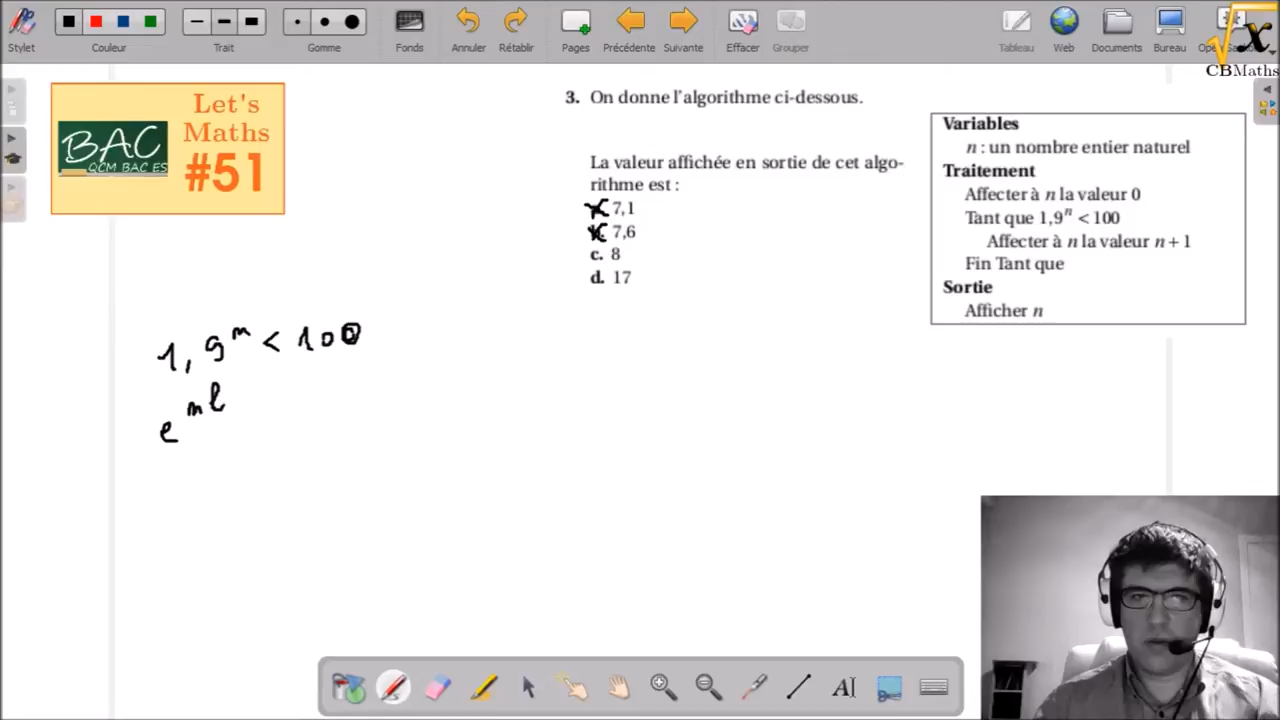 Stylet
Couleur
Trait
Gomme
Fonds
Annuler
Rétablir
Pages
Précédente
Suivante
Effacer
Grouper
Tableau
Web
Documents
Bureau
x
CBMaths
BAC
QCM BAC ES
Let's
Maths
#51
3. On donne l'algorithme ci-dessous.
La valeur affichée en sortie de cet algo-
rithme est :
7,1
7,6
c. 8
d. 17
Variables
n : un nombre entier naturel
Traitement
Affecter à n la valeur 0
Tant que 1,9ⁿ < 100
Affecter à n la valeur n + 1
Fin Tant que
Sortie
Afficher n
1,9ⁿ < 100
e^n l
AI